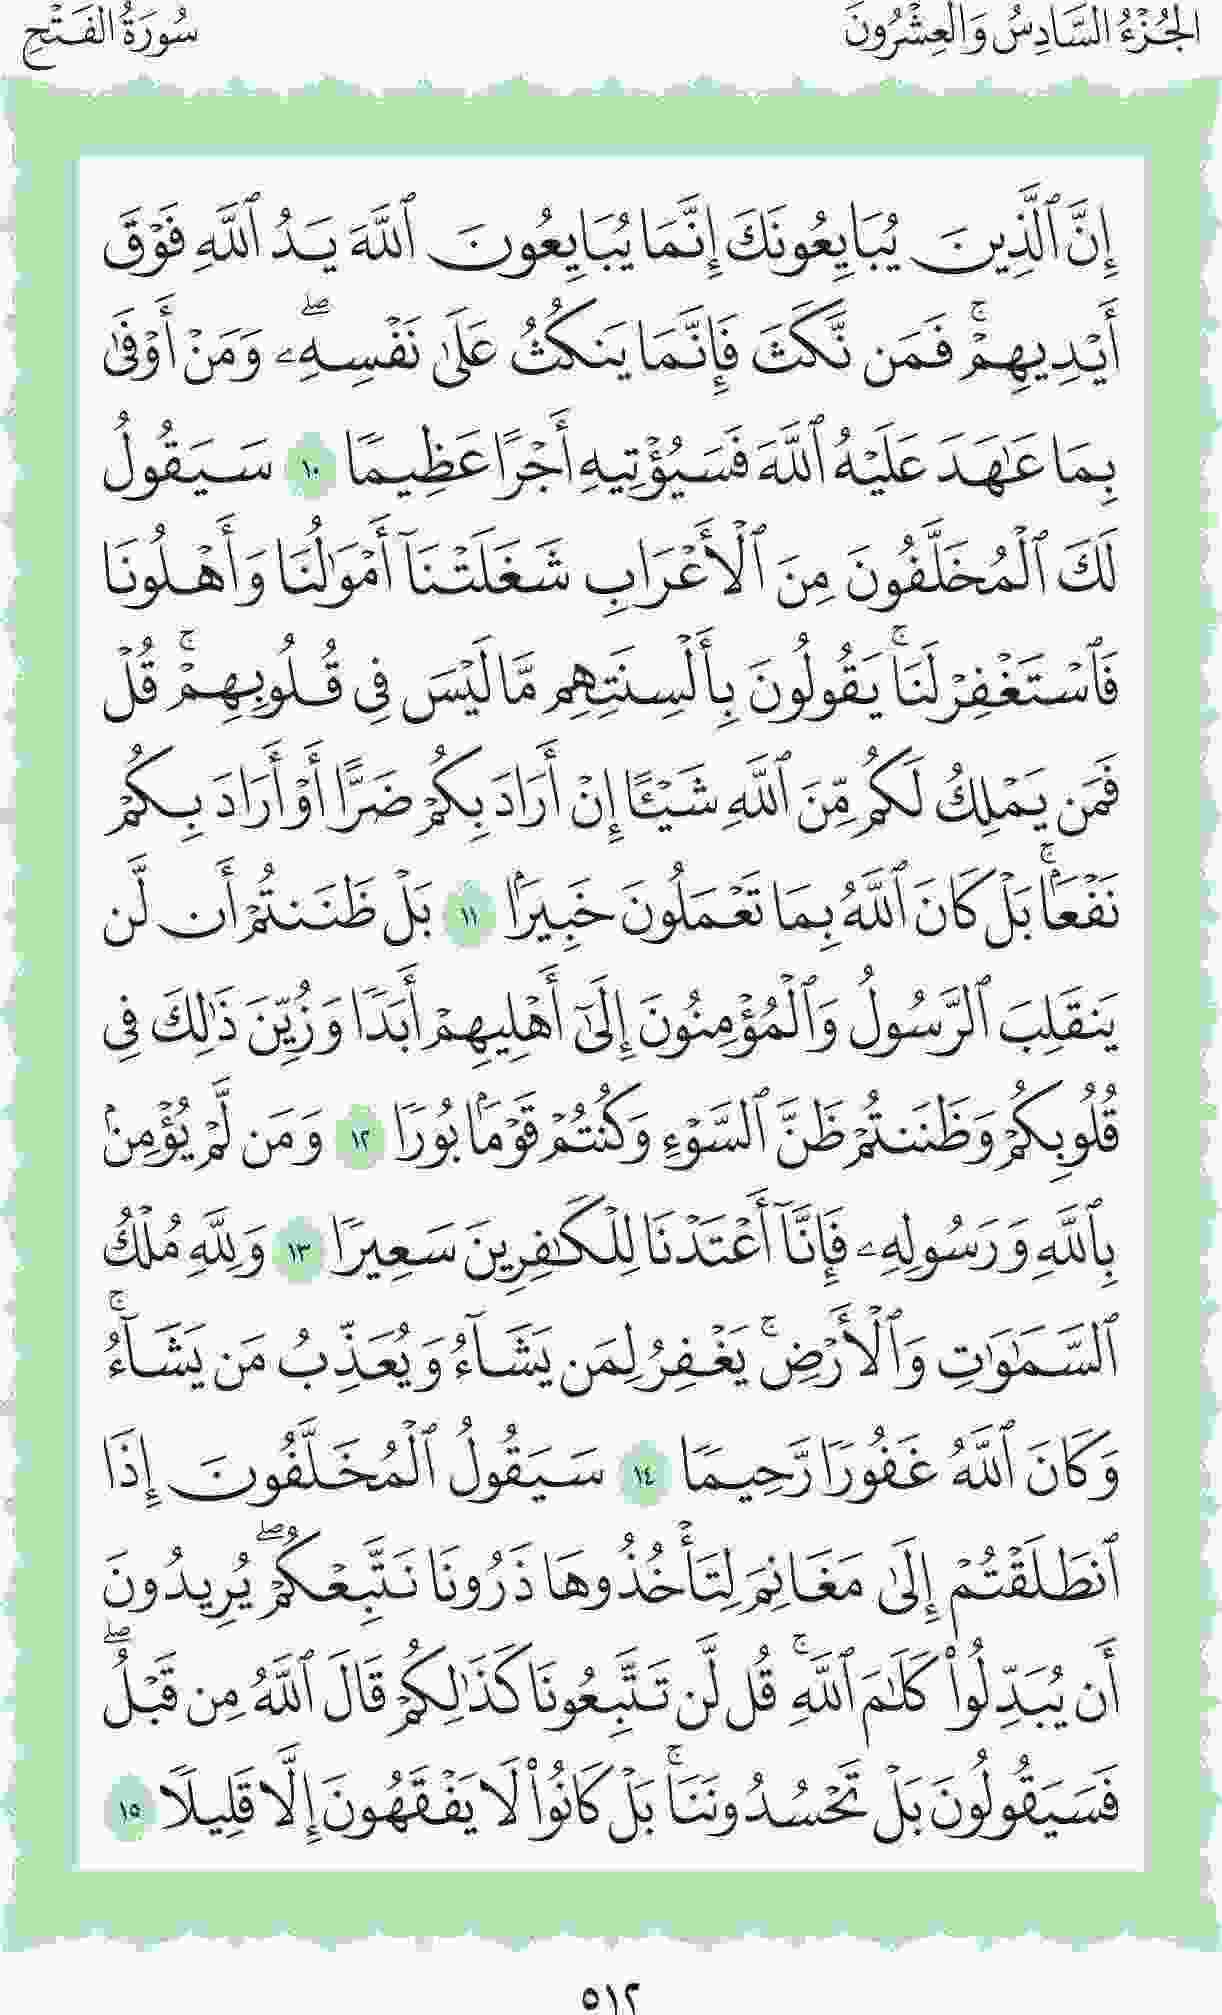 الجُزْءُ السَّادِسُ وَالعِشْرُونَ
سُورَةُ الفَتْحِ
إِنَّ ٱلَّذِينَ يُبَايِعُونَكَ إِنَّمَا يُبَايِعُونَ ٱللَّهَ يَدُ ٱللَّهِ فَوْقَ
أَيْدِيهِمْۚ فَمَن نَّكَثَ فَإِنَّمَا يَنكُثُ عَلَىٰ نَفْسِهِۦۖ وَمَنْ أَوْفَىٰ
بِمَا عَٰهَدَ عَلَيْهُ ٱللَّهَ فَسَيُؤْتِيهِ أَجْرًا عَظِيمًا ١٠ سَيَقُولُ
لَكَ ٱلْمُخَلَّفُونَ مِنَ ٱلْأَعْرَابِ شَغَلَتْنَآ أَمْوَٰلُنَا وَأَهْلُونَا
فَٱسْتَغْفِرْ لَنَاۚ يَقُولُونَ بِأَلْسِنَتِهِم مَّا لَيْسَ فِي قُلُوبِهِمْۚ قُلْ
فَمَن يَمْلِكُ لَكُم مِّنَ ٱللَّهِ شَيْـًٔا إِنْ أَرَادَ بِكُمْ ضَرًّا أَوْ أَرَادَ بِكُمْ
نَفْعَۢاۚ بَلْ كَانَ ٱللَّهُ بِمَا تَعْمَلُونَ خَبِيرَۢا ١١ بَلْ ظَنَنتُمْ أَن لَّن
يَنقَلِبَ ٱلرَّسُولُ وَٱلْمُؤْمِنُونَ إِلَىٰٓ أَهْلِيهِمْ أَبَدًا وَزُيِّنَ ذَٰلِكَ فِي
قُلُوبِكُمْ وَظَنَنتُمْ ظَنَّ ٱلسَّوْءِ وَكُنتُمْ قَوْمَۢا بُورًا ١٢ وَمَن لَّمْ يُؤْمِنۢ
بِٱللَّهِ وَرَسُولِهِۦ فَإِنَّآ أَعْتَدْنَا لِلْكَٰفِرِينَ سَعِيرًا ١٣ وَلِلَّهِ مُلْكُ
ٱلسَّمَٰوَٰتِ وَٱلْأَرْضِۚ يَغْفِرُ لِمَن يَشَآءُ وَيُعَذِّبُ مَن يَشَآءُۚ
وَكَانَ ٱللَّهُ غَفُورًا رَّحِيمًا ١٤ سَيَقُولُ ٱلْمُخَلَّفُونَ إِذَا
ٱنطَلَقْتُمْ إِلَىٰ مَغَانِمَ لِتَأْخُذُوهَا ذَرُونَا نَتَّبِعْكُمْۖ يُرِيدُونَ
أَن يُبَدِّلُوا۟ كَلَٰمَ ٱللَّهِۚ قُل لَّن تَتَّبِعُونَا كَذَٰلِكُمْ قَالَ ٱللَّهُ مِن قَبْلُۖ
فَسَيَقُولُونَ بَلْ تَحْسُدُونَنَاۚ بَلْ كَانُوا۟ لَا يَفْقَهُونَ إِلَّا قَلِيلًا ١٥
٥١٢